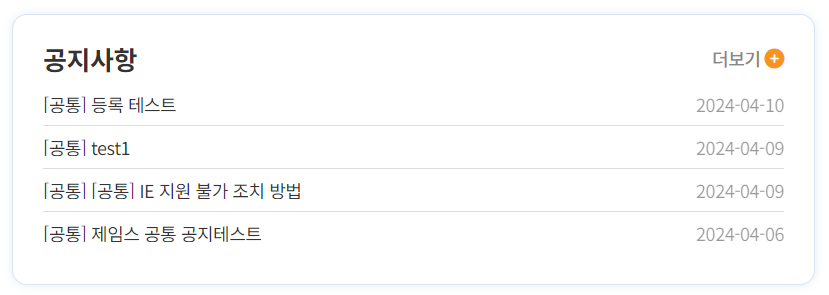 공지사항
더보기
[공통] 등록 테스트 2024-04-10
[공통] test1 2024-04-09
[공통] [공통] IE 지원 불가 조치 방법 2024-04-09
[공통] 제임스 공통 공지테스트 2024-04-06